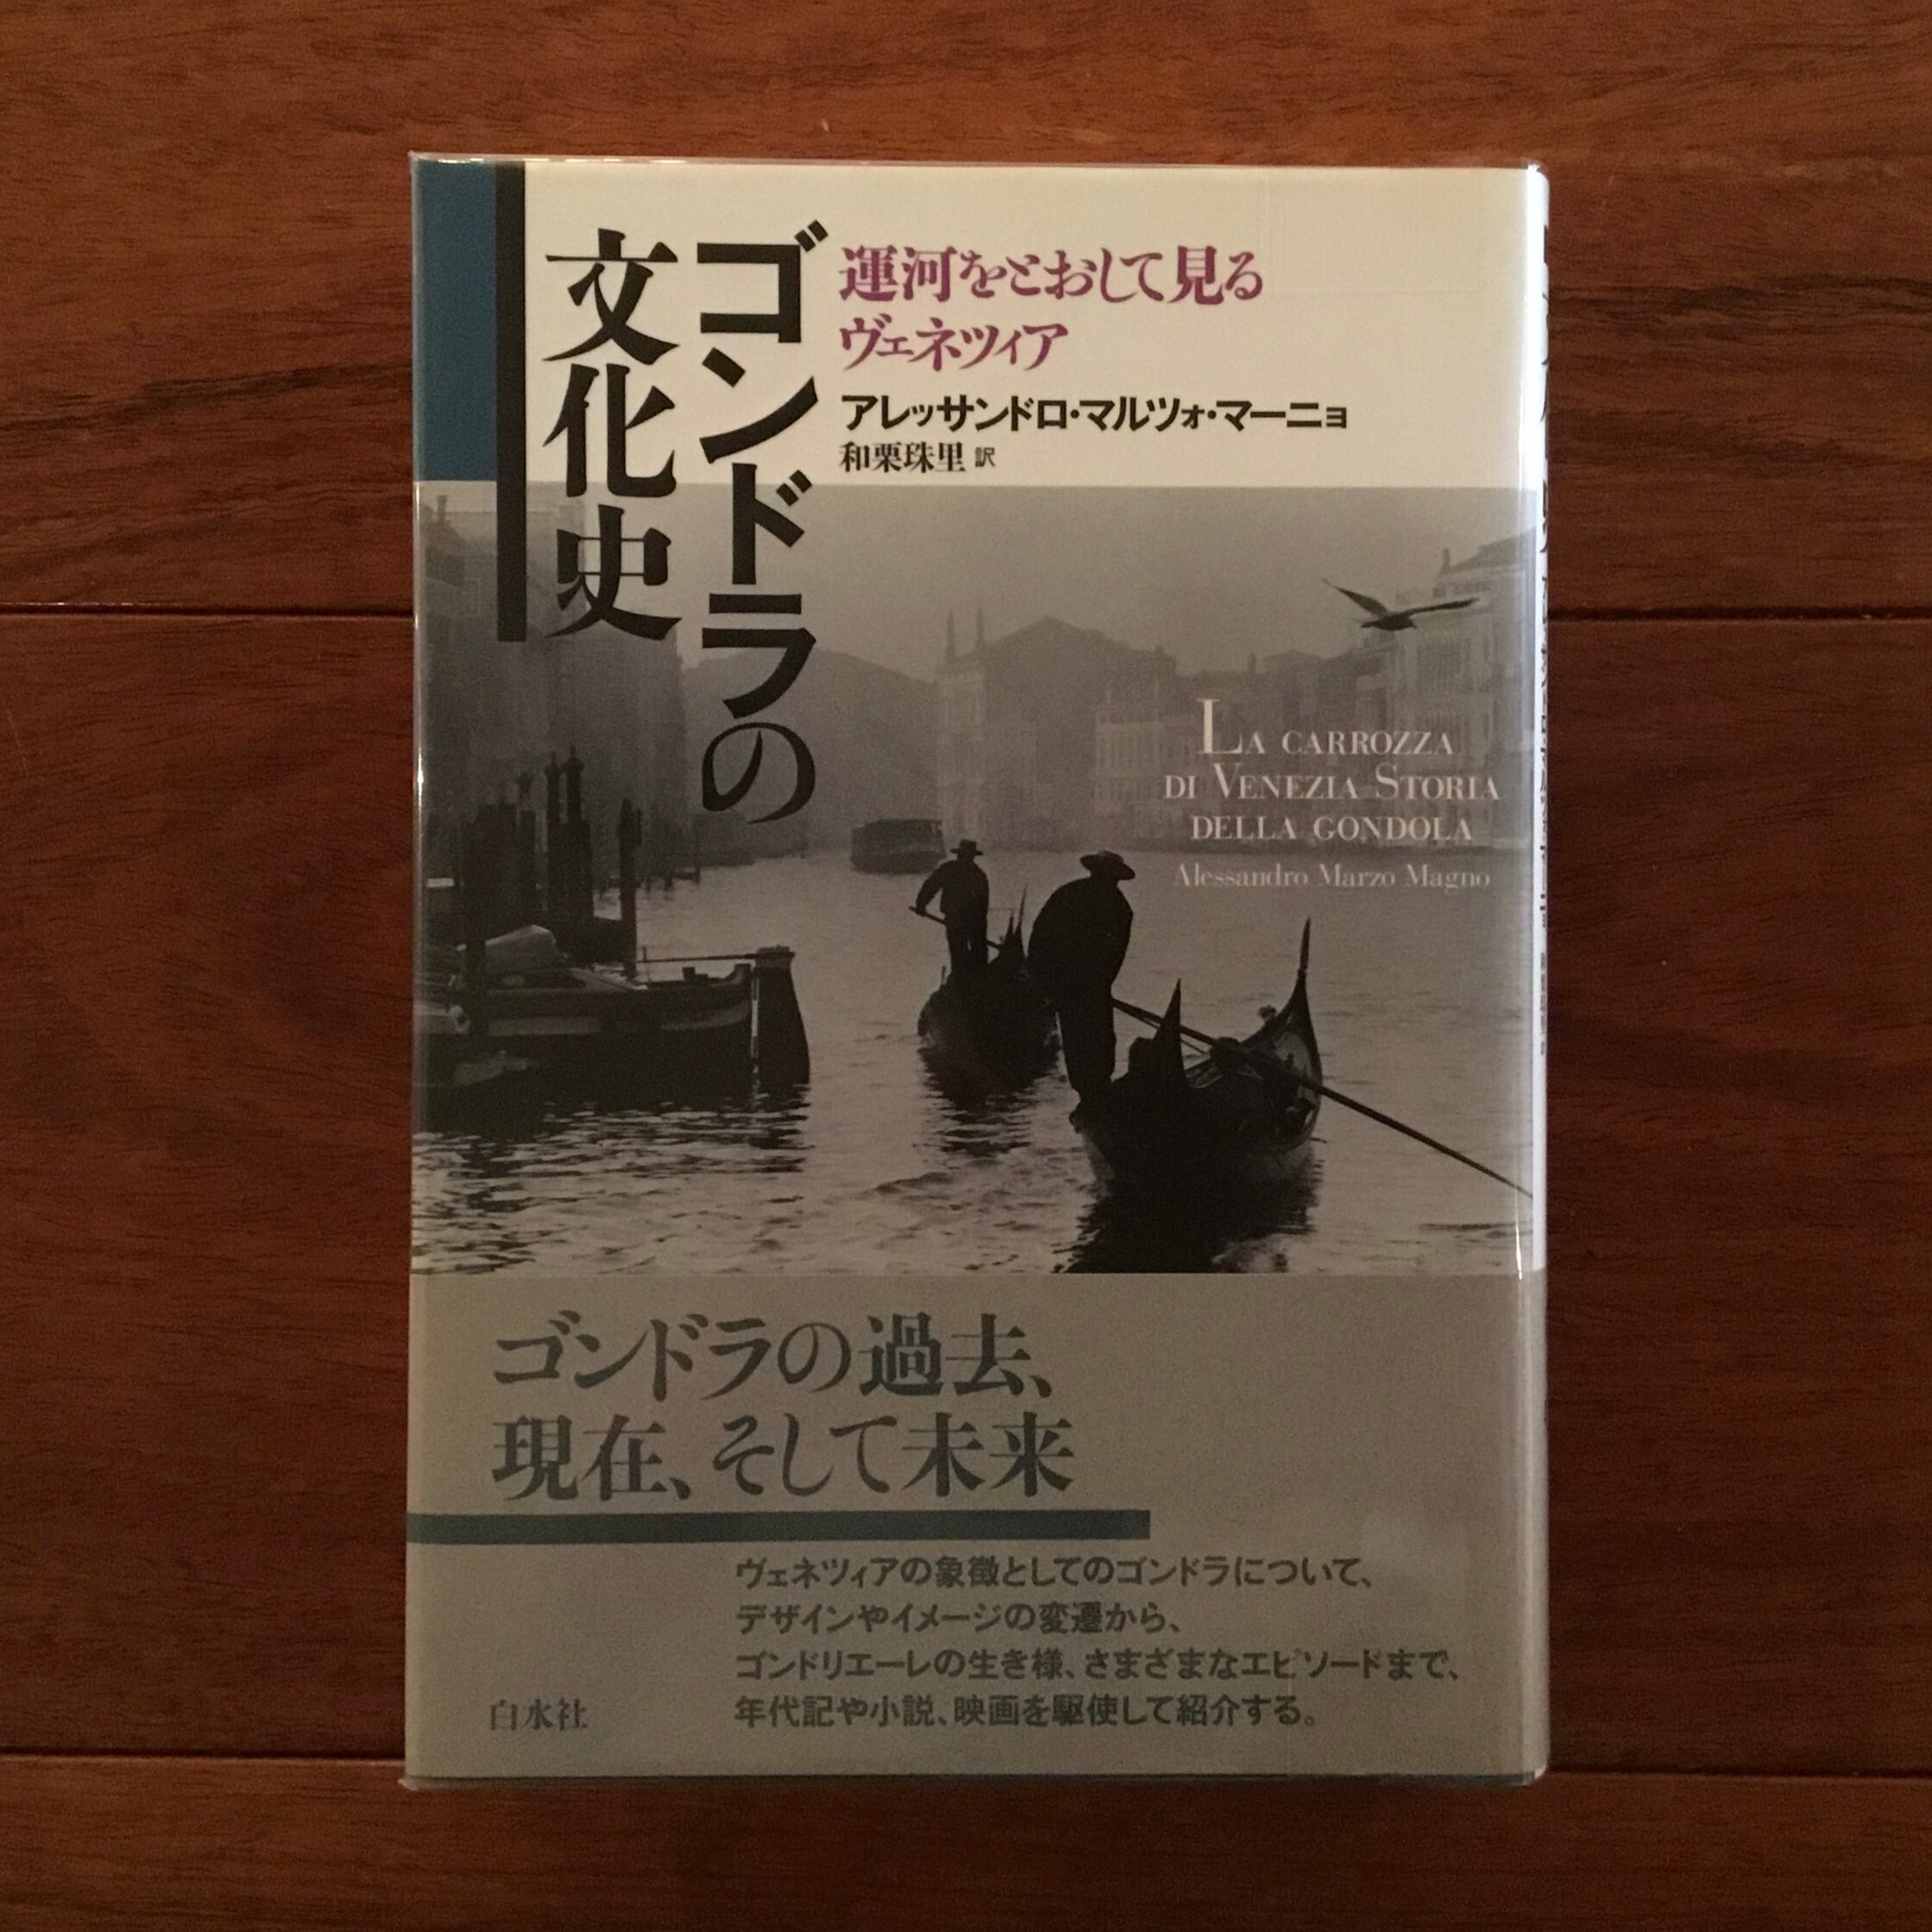 ゴンドラの
文化史
運河をとおして見る
ヴェネツィア
アレッサンドロ・マルツォ・マーニョ
和栗珠里 訳
LA CARROZZA
DI VENEZIA STORIA
DELLA GONDOLA
Alessandro Marzo Magno
ゴンドラの過去、
現在、そして未来
ヴェネツィアの象徴としてのゴンドラについて、
デザインやイメージの変遷から、
ゴンドリエーレの生き様、さまざまなエピソードまで、
年代記や小説、映画を駆使して紹介する。
白水社